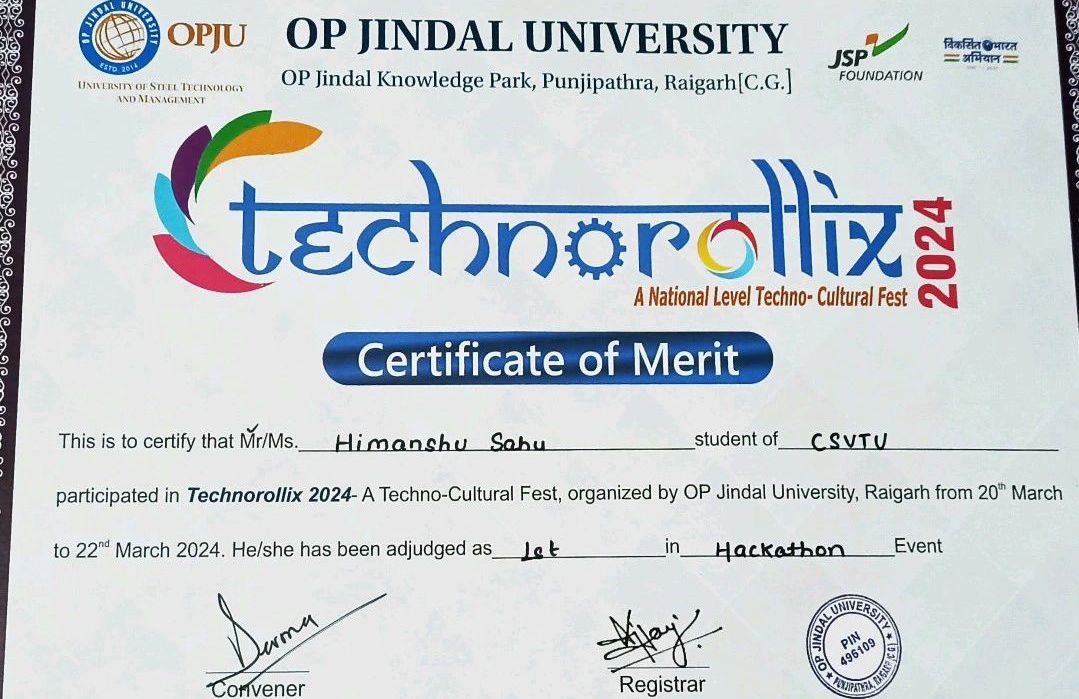 OP JINDAL UNIVERSITY
ESTD. 2014
OPJU
UNIVERSITY OF STEEL TECHNOLOGY
AND MANAGEMENT
OP JINDAL UNIVERSITY
OP Jindal Knowledge Park, Punjipathra, Raigarh[C.G.]
JSP
FOUNDATION
विकसित भारत
अभियान
technorollix
2024
A National Level Techno- Cultural Fest
Certificate of Merit
This is to certify that Mr/Ms. Himanshu Sahu student of CSVTU
participated in Technorollix 2024- A Techno-Cultural Fest, organized by OP Jindal University, Raigarh from 20th March
to 22nd March 2024. He/she has been adjudged as 1st in Hackathon Event
Convener
Registrar
OP JINDAL UNIVERSITY
PIN
496109